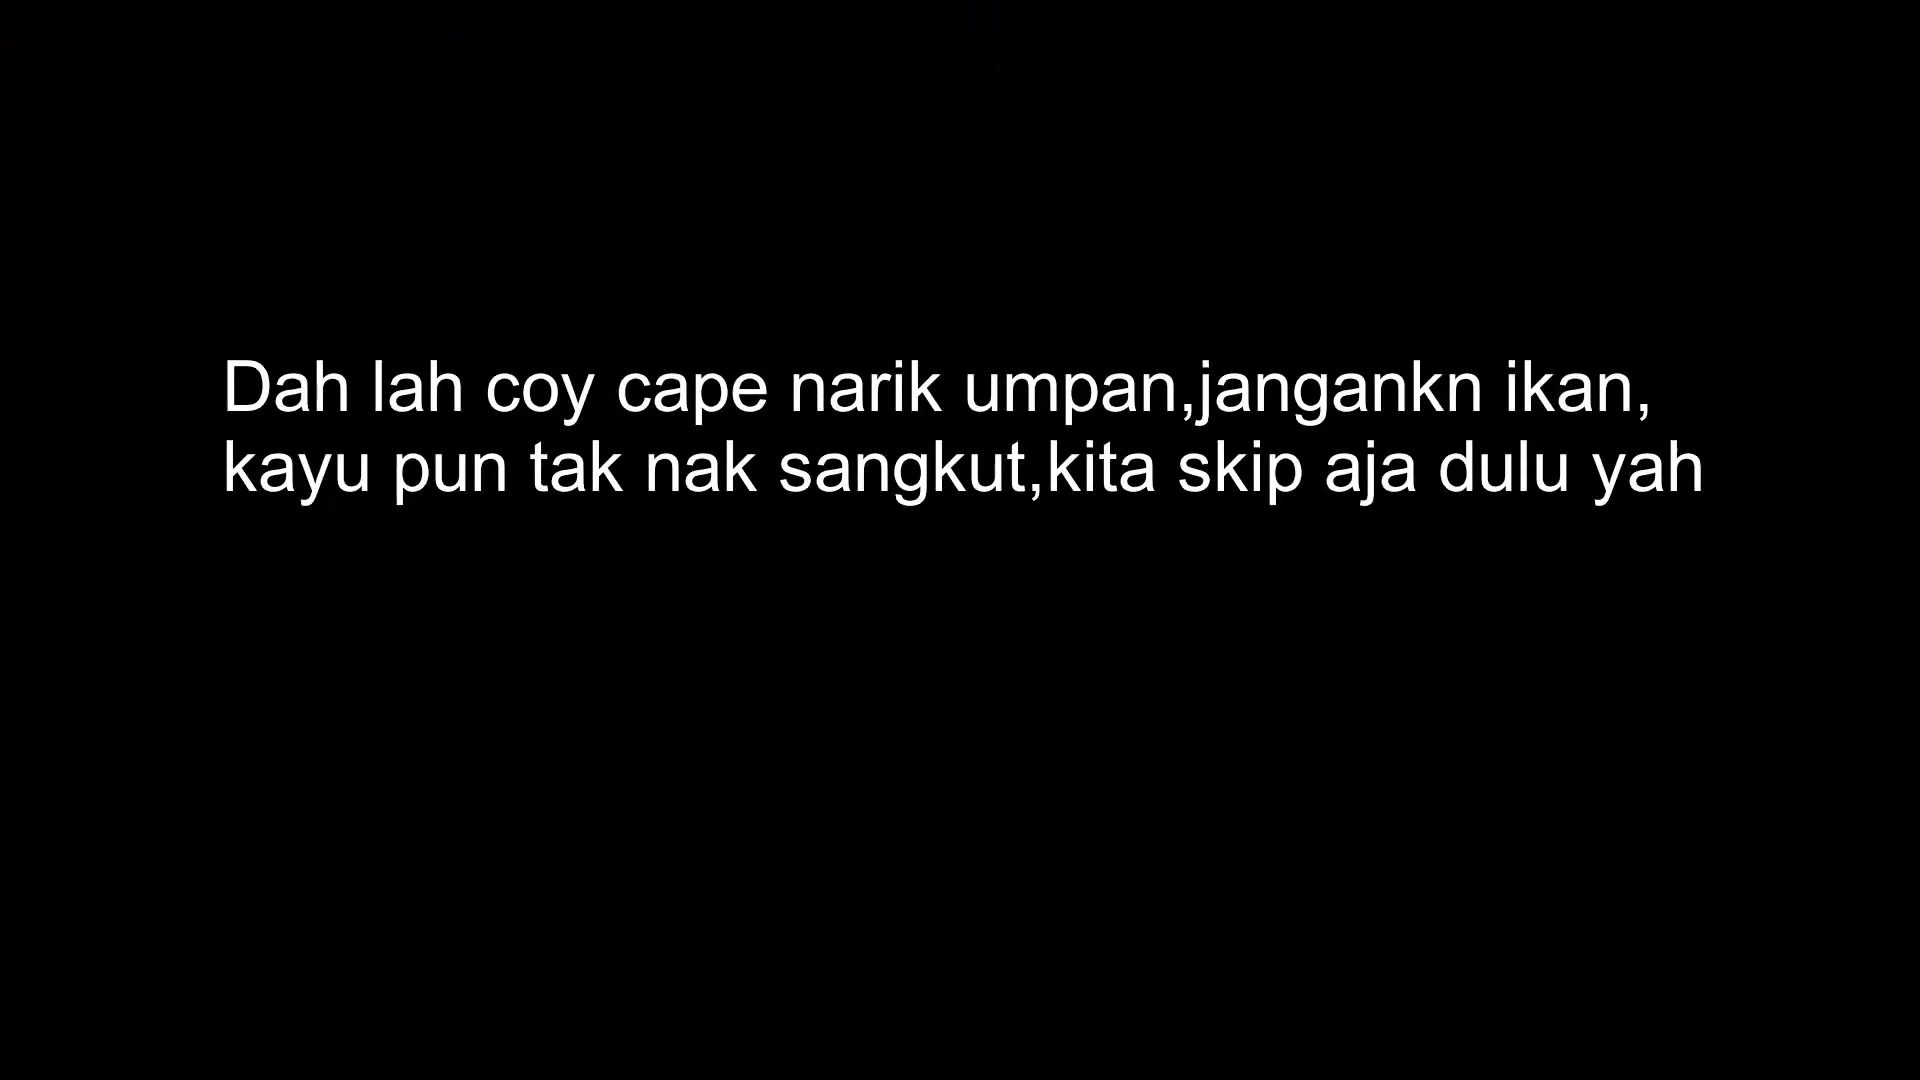 Dah lah coy cape narik umpan,jangankn ikan,
kayu pun tak nak sangkut,kita skip aja dulu yah